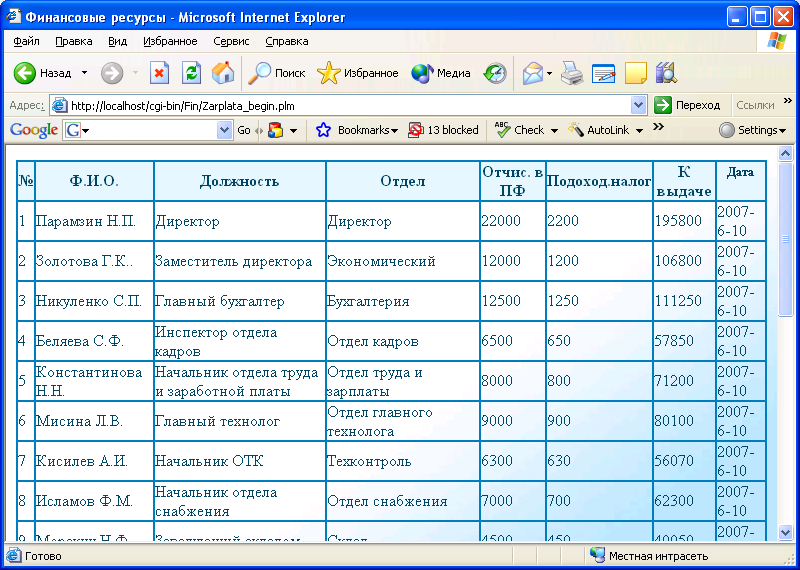 Финансовые ресурсы - Microsoft Internet Explorer
Файл Правка Вид Избранное Сервис Справка
Назад Поиск Избранное Медиа
Адрес: http://localhost/cgi-bin/Fin/Zarplata_begin.plm Переход Ссылки »
Google G Go Bookmarks 13 blocked ABC Check AutoLink » Settings
№ Ф.И.О. Должность Отдел Отчис. в ПФ Подоход.налог К выдаче Дата
1 Парамзин Н.П. Директор Директор 22000 2200 195800 2007-6-10
2 Золотова Г.К.. Заместитель директора Экономический 12000 1200 106800 2007-6-10
3 Никуленко С.П. Главный бухгалтер Бухгалтерия 12500 1250 111250 2007-6-10
4 Беляева С.Ф. Инспектор отдела кадров Отдел кадров 6500 650 57850 2007-6-10
5 Константинова Н.Н. Начальник отдела труда и заработной платы Отдел труда и зарплаты 8000 800 71200 2007-6-10
6 Мисина Л.В. Главный технолог Отдел главного технолога 9000 900 80100 2007-6-10
7 Кисилев А.И. Начальник ОТК Техконтроль 6300 630 56070 2007-6-10
8 Исламов Ф.М. Начальник отдела снабжения Отдел снабжения 7000 700 62300 2007-6-10
9 Заведующий складом Склад 4500 450 40050 2007-
Готово Местная интрасеть